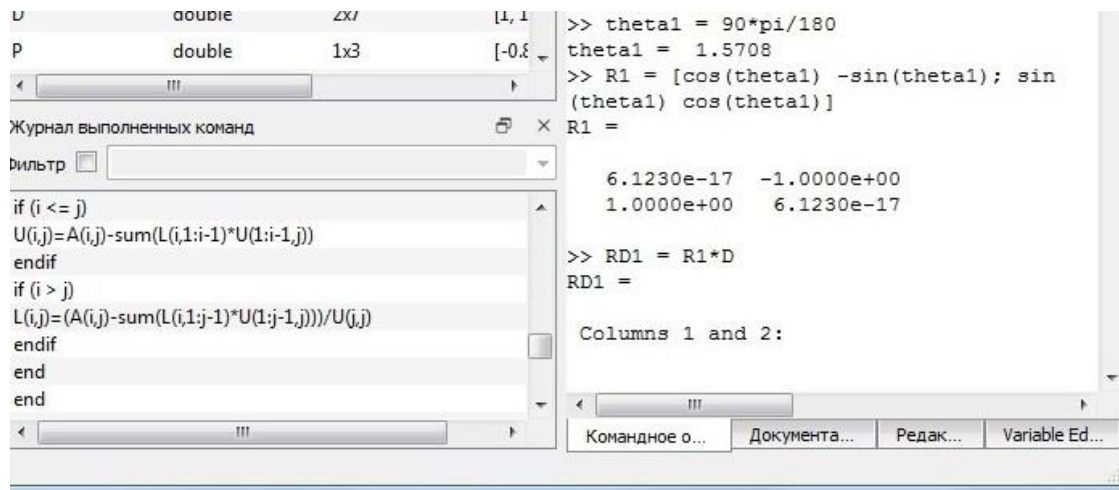 D double 2x7 [1, 1
P double 1x3 [-0.8
Журнал выполненных команд
Фильтр
if (i <= j)
U(i,j)=A(i,j)-sum(L(i,1:i-1)*U(1:i-1,j))
endif
if (i > j)
L(i,j)=(A(i,j)-sum(L(i,1:j-1)*U(1:j-1,j)))/U(j,j)
endif
end
end
>> theta1 = 90*pi/180
theta1 = 1.5708
>> R1 = [cos(theta1) -sin(theta1); sin
(theta1) cos(theta1)]
R1 =
6.1230e-17 -1.0000e+00
1.0000e+00 6.1230e-17
>> RD1 = R1*D
RD1 =
Columns 1 and 2:
Командное о... Документа... Редак... Variable Ed...